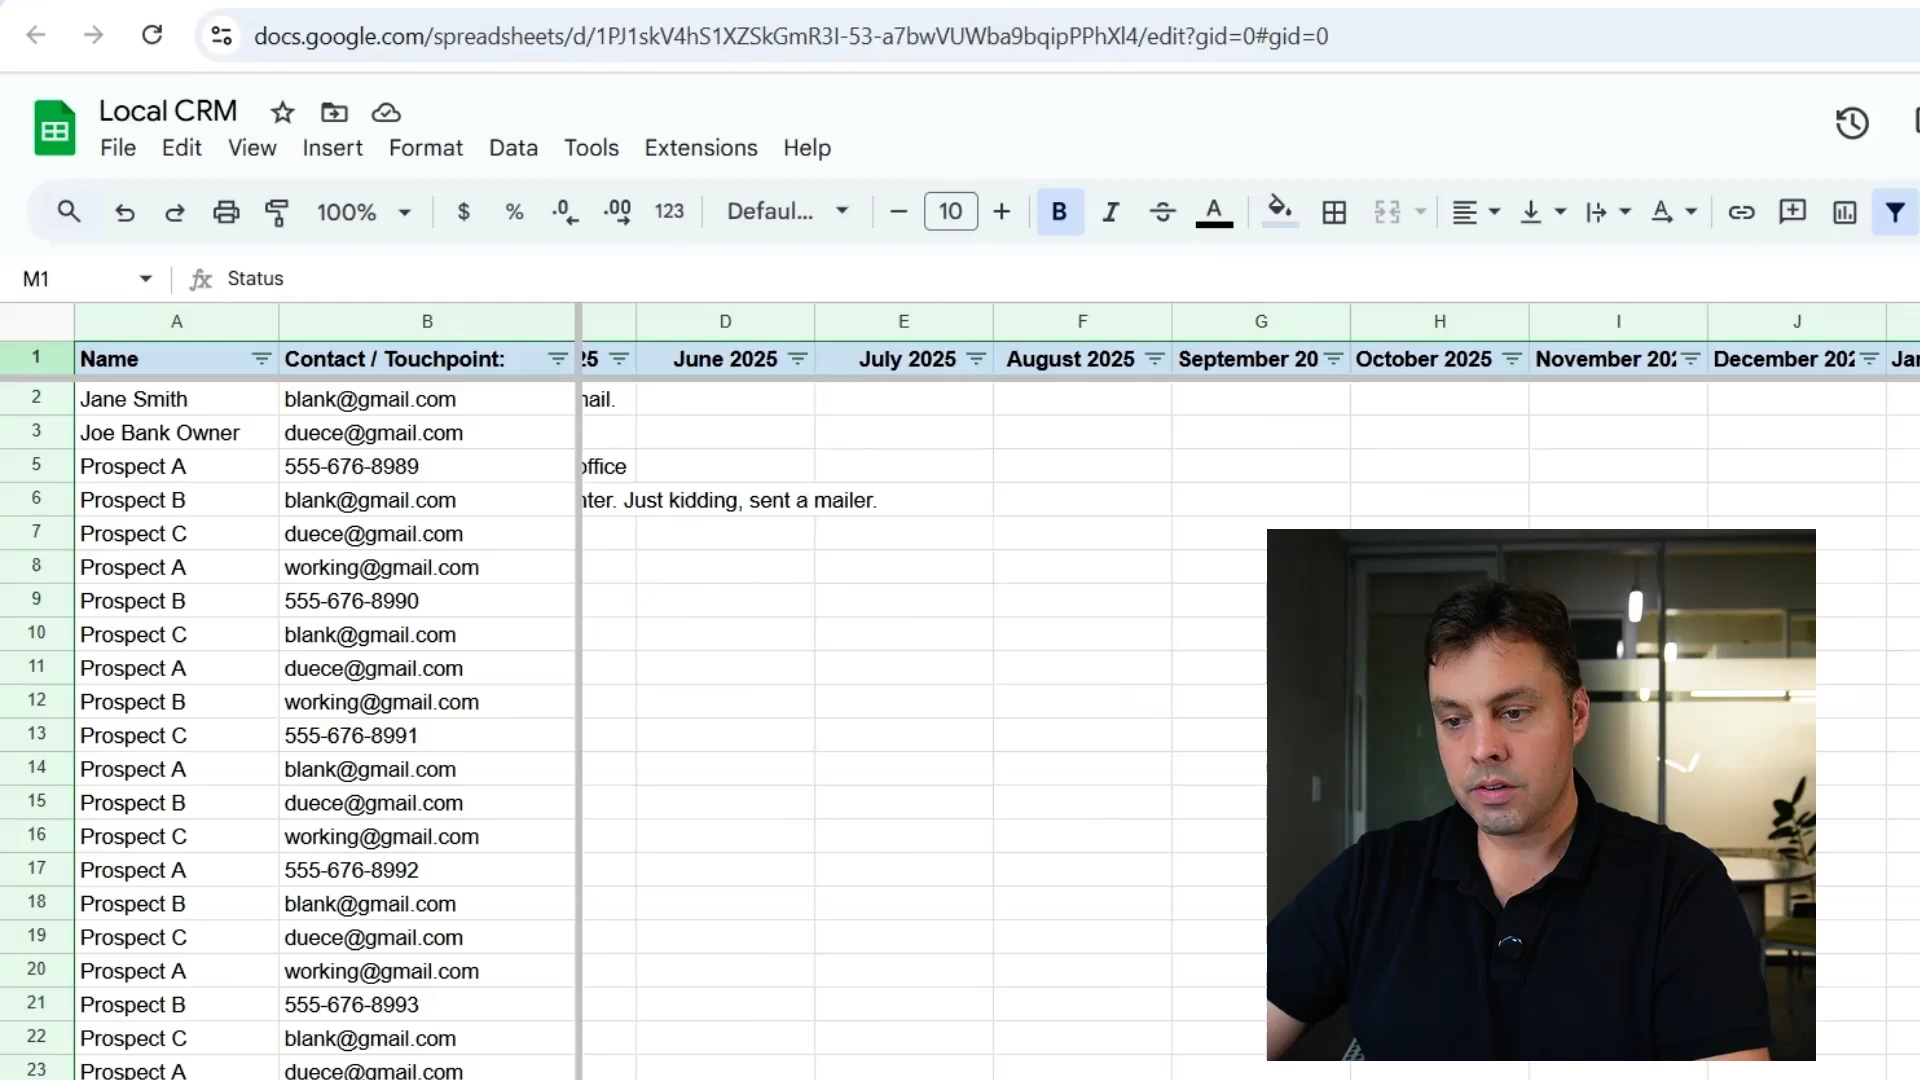 docs.google.com/spreadsheets/d/1PJ1skV4hS1XZSkGmR3I-53-a7bwVUWba9bqipPPhXl4/edit?gid=0#gid=0
Local CRM
File Edit View Insert Format Data Tools Extensions Help
100% $ % .0 .00 123 Defaul... − 10 + B I S A
M1 fx Status
A B D E F G H I J
1 Name Contact / Touchpoint: 25 June 2025 July 2025 August 2025 September 20 October 2025 November 202 December 202 Jan
2 Jane Smith blank@gmail.com nail.
3 Joe Bank Owner duece@gmail.com
5 Prospect A 555-676-8989 office
6 Prospect B blank@gmail.com nter. Just kidding, sent a mailer.
7 Prospect C duece@gmail.com
8 Prospect A working@gmail.com
9 Prospect B 555-676-8990
10 Prospect C blank@gmail.com
11 Prospect A duece@gmail.com
12 Prospect B working@gmail.com
13 Prospect C 555-676-8991
14 Prospect A blank@gmail.com
15 Prospect B duece@gmail.com
16 Prospect C working@gmail.com
17 Prospect A 555-676-8992
18 Prospect B blank@gmail.com
19 Prospect C duece@gmail.com
20 Prospect A working@gmail.com
21 Prospect B 555-676-8993
22 Prospect C blank@gmail.com
23 Prospect A duece@gmail.com